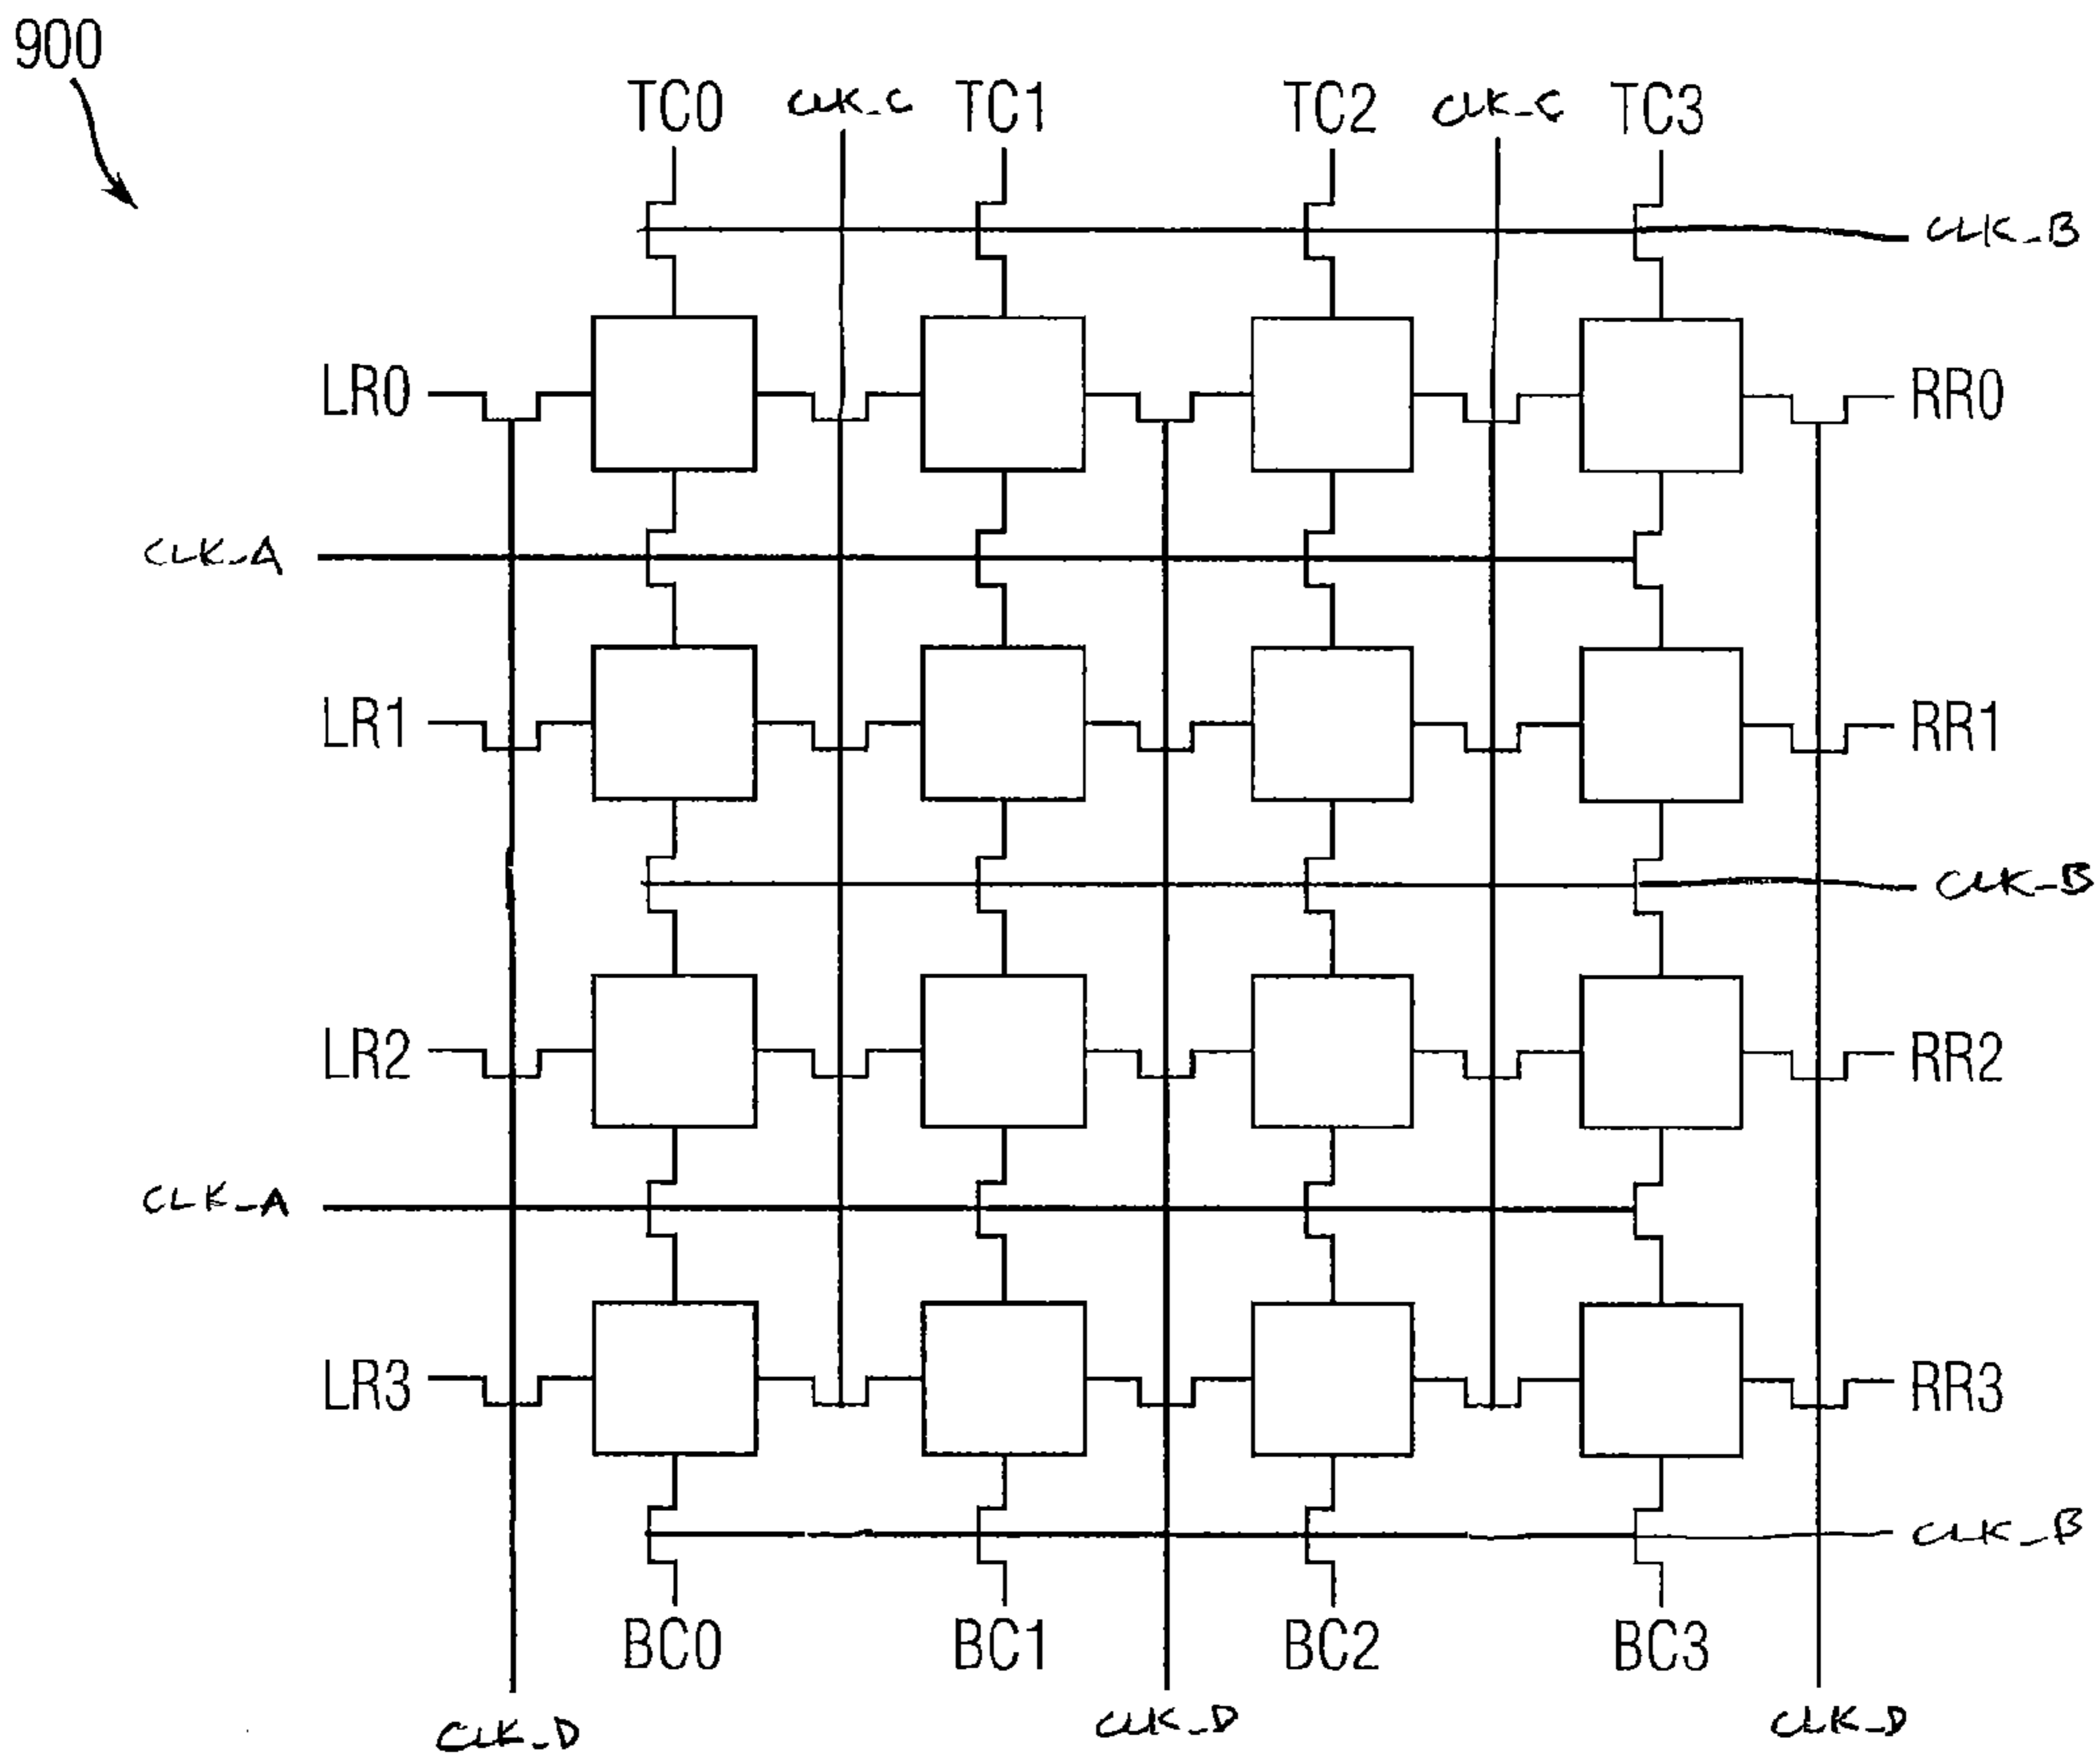 900
TC0 CLK_C TC1 TC2 CLK_C TC3
CLK_B
LR0 RR0
CLK_A
LR1 RR1
CLK_B
LR2 RR2
CLK_A
LR3 RR3
CLK_B
BC0 BC1 BC2 BC3
CLK_D CLK_D CLK_D